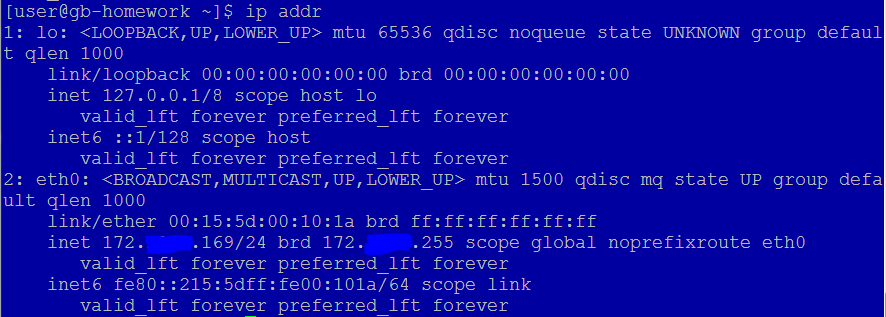 [user@gb-homework ~]$ ip addr
1: lo: <LOOPBACK,UP,LOWER_UP> mtu 65536 qdisc noqueue state UNKNOWN group defaul
t qlen 1000
    link/loopback 00:00:00:00:00:00 brd 00:00:00:00:00:00
    inet 127.0.0.1/8 scope host lo
       valid_lft forever preferred_lft forever
    inet6 ::1/128 scope host
       valid_lft forever preferred_lft forever
2: eth0: <BROADCAST,MULTICAST,UP,LOWER_UP> mtu 1500 qdisc mq state UP group defa
ult qlen 1000
    link/ether 00:15:5d:00:10:1a brd ff:ff:ff:ff:ff:ff
    inet 172. .169/24 brd 172. .255 scope global noprefixroute eth0
       valid_lft forever preferred_lft forever
    inet6 fe80::215:5dff:fe00:101a/64 scope link
       valid_lft forever preferred_lft forever